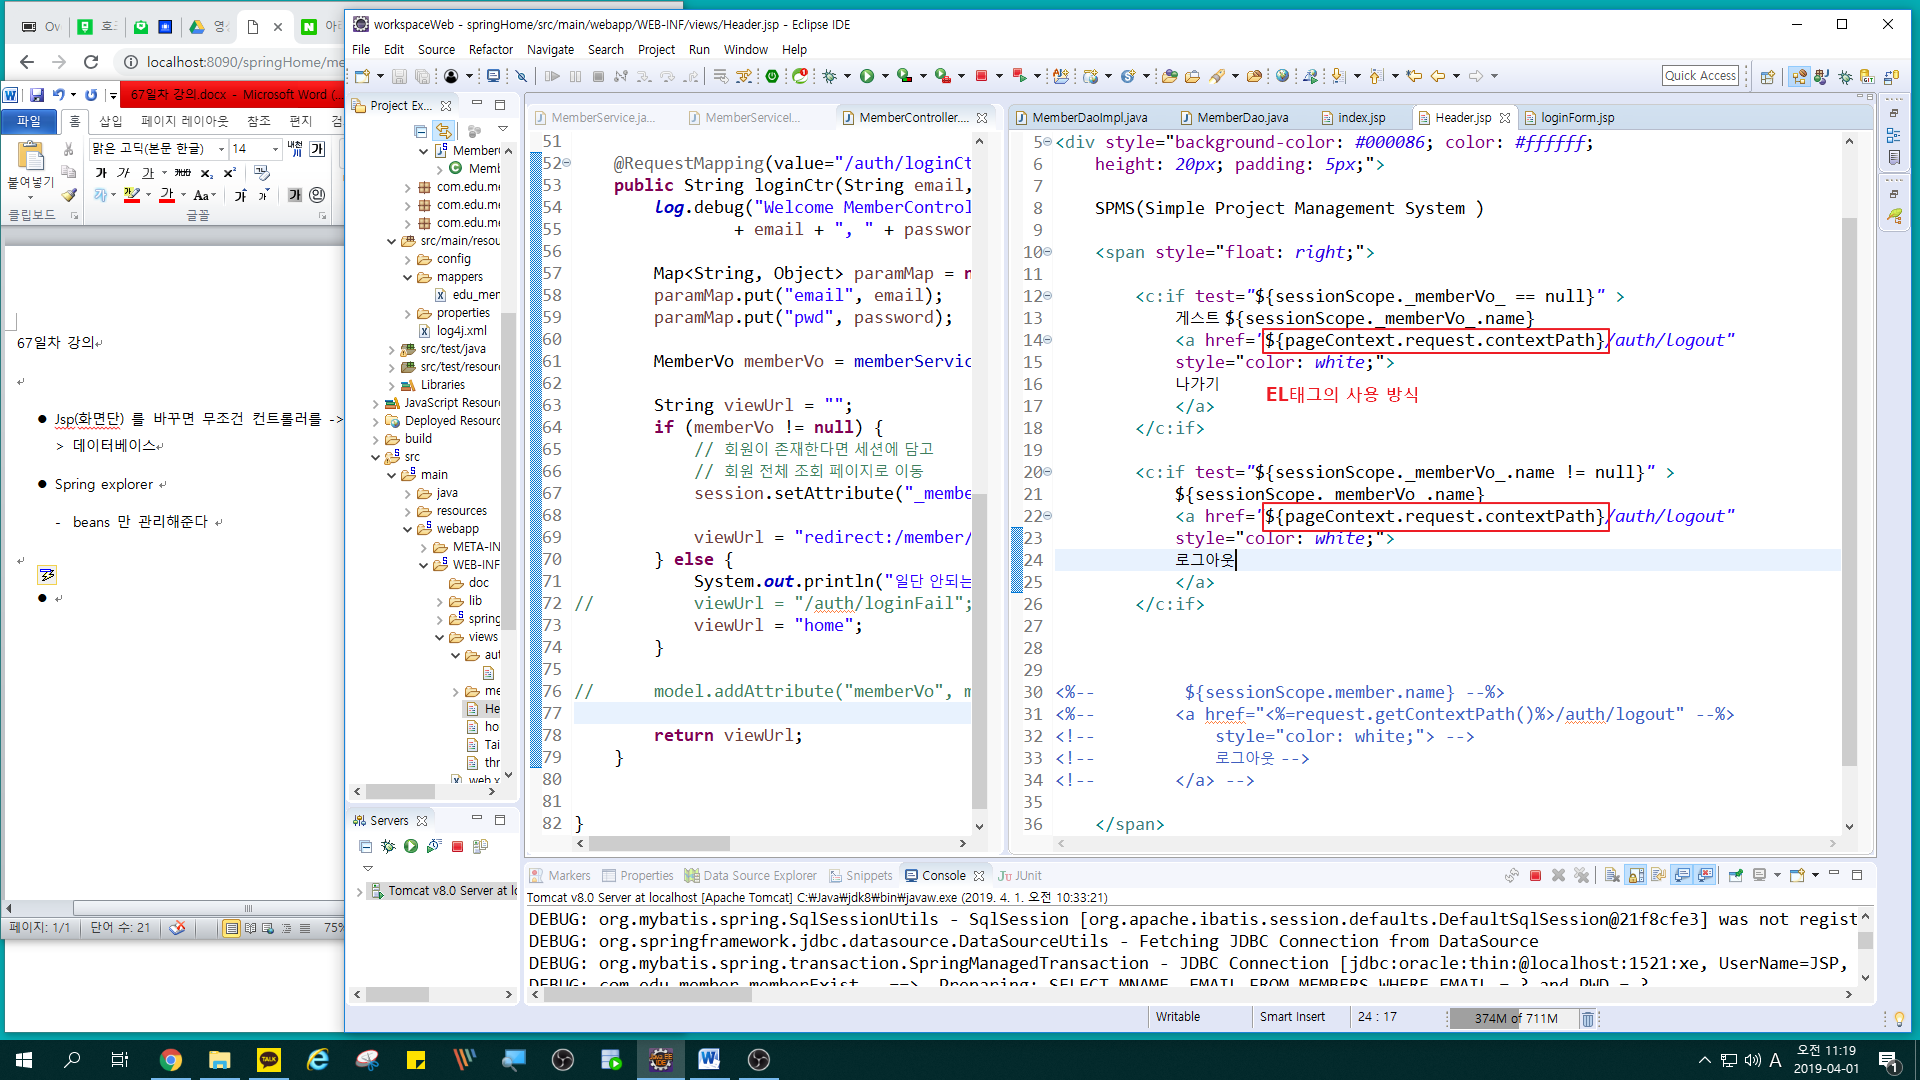 workspaceWeb - springHome/src/main/webapp/WEB-INF/views/Header.jsp - Eclipse IDE
File Edit Source Refactor Navigate Search Project Run Window Help
localhost:8090/springHome/me
67일차 강의.docx - Microsoft Word (...
파일 홈 삽입 페이지 레이아웃 참조 편지 검
맑은 고딕(본문 한글) 14
붙여넣기
클립보드 글꼴
67일차 강의
Jsp(화면단) 를 바꾸면 무조건 컨트롤러를 ->
> 데이터베이스
Spring explorer
- beans 만 관리해준다
페이지: 1/1 단어 수: 21 75%
Quick Access
Project Ex...
Member
Memb
com.edu.me
com.edu.me
com.edu.me
src/main/resou
config
mappers
edu_mem
properties
log4j.xml
src/test/java
src/test/resour
Libraries
JavaScript Resour
Deployed Resourc
build
src
main
java
resources
webapp
META-IN
WEB-INF
doc
lib
spring
views
aut
me
He
ho
Tai
thr
web.x
Servers
Tomcat v8.0 Server at lo
MemberService.ja... MemberServiceI... MemberController....
51
52 @RequestMapping(value="/auth/loginCt
53 public String loginCtr(String email,
54 log.debug("Welcome MemberControl
55 + email + ", " + passwor
56
57 Map<String, Object> paramMap = n
58 paramMap.put("email", email);
59 paramMap.put("pwd", password);
60
61 MemberVo memberVo = memberServic
62
63 String viewUrl = "";
64 if (memberVo != null) {
65 // 회원이 존재한다면 세션에 담고
66 // 회원 전체 조회 페이지로 이동
67 session.setAttribute("_membe
68
69 viewUrl = "redirect:/member/
70 } else {
71 System.out.println("일단 안되는
72 // viewUrl = "/auth/loginFail";
73 viewUrl = "home";
74 }
75
76 // model.addAttribute("memberVo", m
77
78 return viewUrl;
79 }
80
81
82 }
MemberDaoImpl.java MemberDao.java index.jsp Header.jsp loginForm.jsp
5 <div style="background-color: #000086; color: #ffffff;
6 height: 20px; padding: 5px;">
7
8 SPMS(Simple Project Management System )
9
10 <span style="float: right;">
11
12 <c:if test="${sessionScope._memberVo_ == null}" >
13 게스트 ${sessionScope._memberVo_.name}
14 <a href="${pageContext.request.contextPath}/auth/logout"
15 style="color: white;">
16 나가기
EL태그의 사용 방식
17 </a>
18 </c:if>
19
20 <c:if test="${sessionScope._memberVo_.name != null}" >
21 ${sessionScope._memberVo_.name}
22 <a href="${pageContext.request.contextPath}/auth/logout"
23 style="color: white;">
24 로그아웃
25 </a>
26 </c:if>
27
28
29
30 <%-- ${sessionScope.member.name} --%>
31 <%-- <a href="<%=request.getContextPath()%>/auth/logout" --%>
32 <!-- style="color: white;"> -->
33 <!-- 로그아웃 -->
34 <!-- </a> -->
35
36 </span>
Markers Properties Data Source Explorer Snippets Console JUnit
Tomcat v8.0 Server at localhost [Apache Tomcat] C:\Java\jdk8\bin\javaw.exe (2019. 4. 1. 오전 10:33:21)
DEBUG: org.mybatis.spring.SqlSessionUtils - SqlSession [org.apache.ibatis.session.defaults.DefaultSqlSession@21f8cfe3] was not regist
DEBUG: org.springframework.jdbc.datasource.DataSourceUtils - Fetching JDBC Connection from DataSource
DEBUG: org.mybatis.spring.transaction.SpringManagedTransaction - JDBC Connection [jdbc:oracle:thin:@localhost:1521:xe, UserName=JSP,
DEBUG: com.edu.member.memberExist - ==> Preparing: SELECT MNAME, EMAIL FROM MEMBERS WHERE EMAIL = ? and PWD = ?
Writable Smart Insert 24 : 17 374M of 711M
오전 11:19
2019-04-01